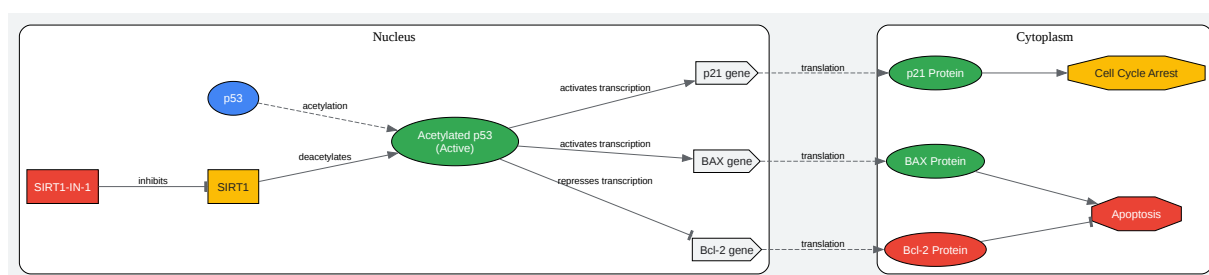 Nucleus
Cytoplasm
p21 gene
translation
p21 Protein
Cell Cycle Arrest
p53
acetylation
activates transcription
Acetylated p53
(Active)
activates transcription
BAX gene
translation
BAX Protein
deacetylates
SIRT1-IN-1
inhibits
SIRT1
represses transcription
Apoptosis
Bcl-2 gene
translation
Bcl-2 Protein